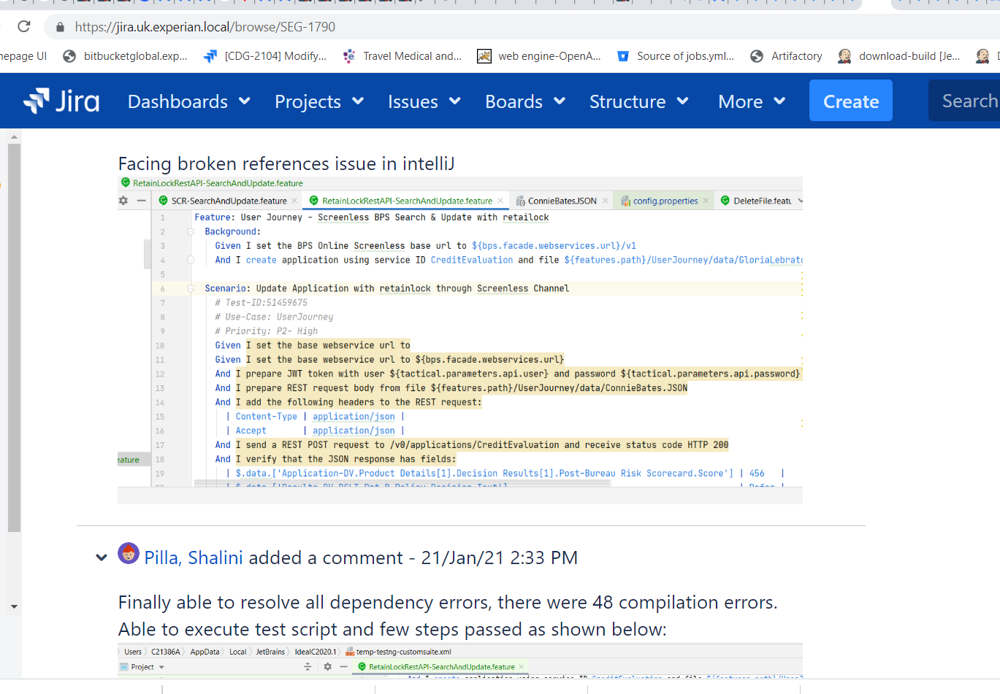 https://jira.uk.experian.local/browse/SEG-1790
nepage UI bitbucketglobal.exp... [CDG-2104] Modify,... Travel Medical and... web engine-OpenA... Source of jobs.yml... Artifactory download-build [Je...
Jira Dashboards Projects Issues Boards Structure More Create Search
Facing broken references issue in intelliJ
RetainLockRestAPI-SearchAndUpdate.feature
SCR-SearchAndUpdate.feature RetainLockRestAPI-SearchAndUpdate.feature ConnieBates.JSON config.properties DeleteFile.featu
1 Feature: User Journey - Screenless BPS Search & Update with retailock
2 Background:
3 Given I set the BPS Online Screenless base url to ${bps.facade.webservices.url}/v1
4 And I create application using service ID CreditEvaluation and file ${features.path}/UserJourney/data/GloriaLebrato
5
6 Scenario: Update Application with retainlock through Screenless Channel
7 # Test-ID:51459675
8 # Use-Case: UserJourney
9 # Priority: P2- High
10 Given I set the base webservice url to
11 Given I set the base webservice url to ${bps.facade.webservices.url}
12 And I prepare JWT token with user ${tactical.parameters.api.user} and password ${tactical.parameters.api.password}
13 And I prepare REST request body from file ${features.path}/UserJourney/data/ConnieBates.JSON
14 And I add the following headers to the REST request:
15 | Content-Type | application/json |
16 | Accept | application/json |
17 And I send a REST POST request to /v0/applications/CreditEvaluation and receive status code HTTP 200
eature 18 And I verify that the JSON response has fields:
19 | $.data.['Application-DV.Product Details[1].Decision Results[1].Post-Bureau Risk Scorecard.Score'] | 456 |
Pilla, Shalini added a comment - 21/Jan/21 2:33 PM
Finally able to resolve all dependency errors, there were 48 compilation errors.
Able to execute test script and few steps passed as shown below:
Users C21386A AppData Local JetBrains IdealC2020.1 temp-testng-customsuite.xml
Project RetainLockRestAPI-SearchAndUpdate.feature